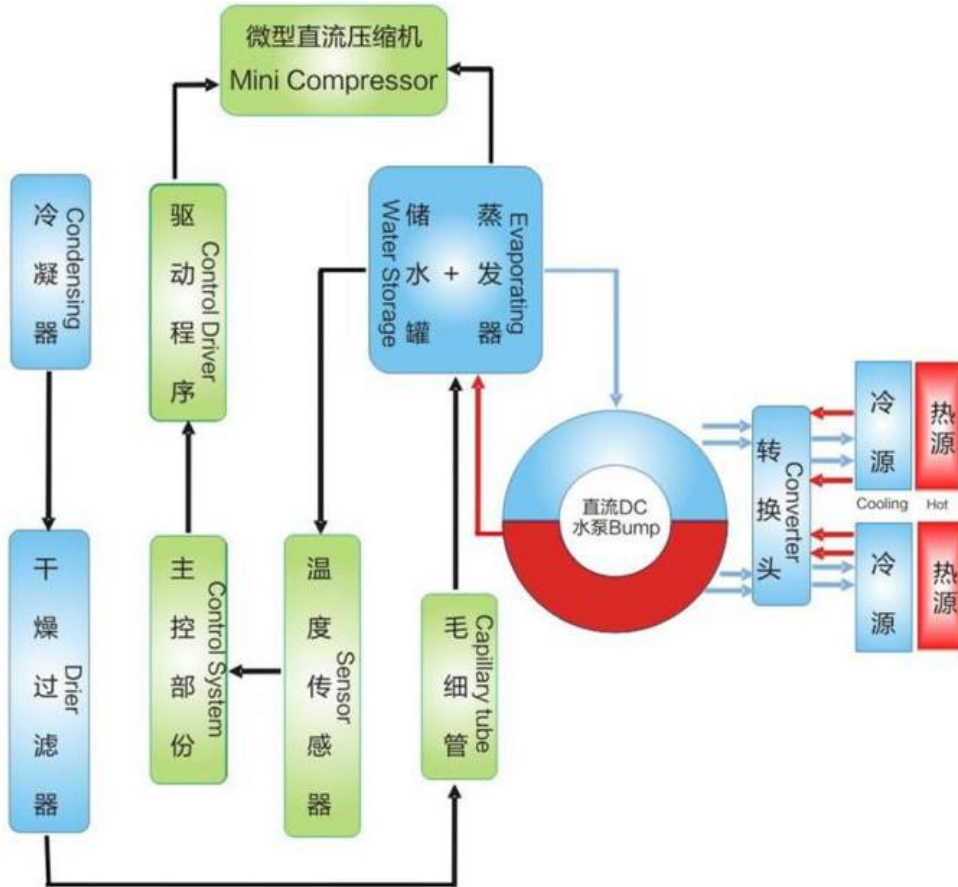 微型直流压缩机
Mini Compressor
冷凝器
Condensing
驱动程序
Control Driver
储水罐
Water Storage
+
蒸发器
Evaporating
直流DC
水泵Bump
转换头
Converter
冷源
热源
Cooling
Hot
冷源
热源
干燥过滤器
Drier
主控部份
Control System
温度传感器
Sensor
毛细管
Capillary tube